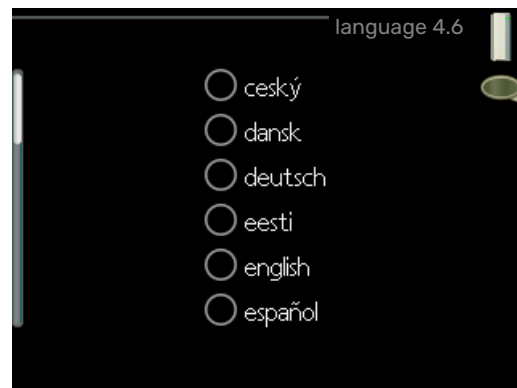 language 4.6
ceský
dansk
deutsch
eesti
english
español